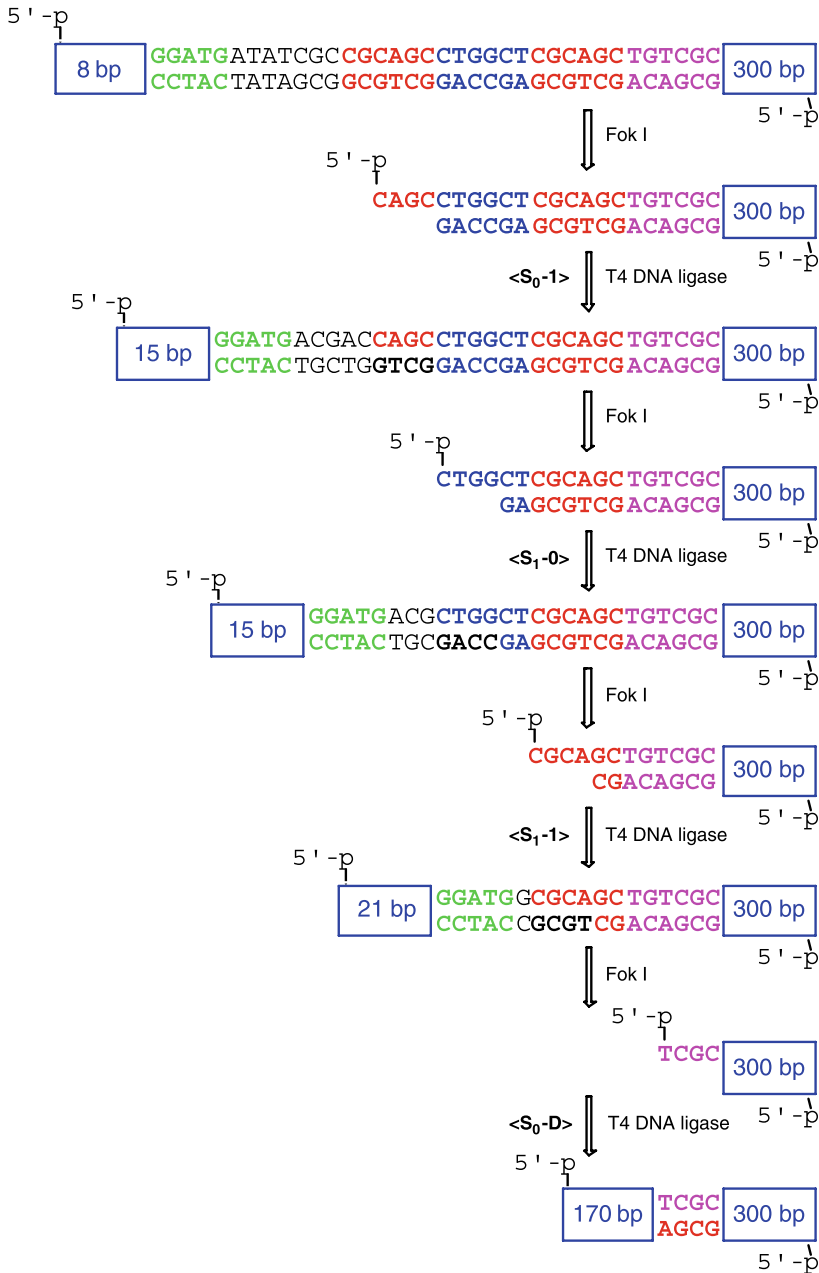 5'-p
8 bp GGATGATATCGCCGCAGCCTGGCTCGCAGCTGTCGC 300 bp
CCTACTATAGCGGCGTCGGACCGAGCGTCGACAGCG
5'-p
Fok I
5'-p
CAGCCTGGCTCGCAGCTGTCGC 300 bp
GACCGAGCGTCGACAGCG
5'-p
<S0-1> T4 DNA ligase
5'-p
15 bp GGATGACGACCAGCCTGGCTCGCAGCTGTCGC 300 bp
CCTACTGCTGGTCGGACCGAGCGTCGACAGCG
5'-p
Fok I
5'-p
CTGGCTCGCAGCTGTCGC 300 bp
GAGCGTCGACAGCG
5'-p
<S1-0> T4 DNA ligase
5'-p
15 bp GGATGACGCTGGCTCGCAGCTGTCGC 300 bp
CCTACTGCGACCGAGCGTCGACAGCG
5'-p
Fok I
5'-p
CGCAGCTGTCGC 300 bp
CGACAGCG
5'-p
<S1-1> T4 DNA ligase
5'-p
21 bp GGATGGCGCAGCTGTCGC 300 bp
CCTACCGCGTCGACAGCG
5'-p
Fok I
5'-p
TCGC 300 bp
5'-p
<S0-D> T4 DNA ligase
5'-p
170 bp TCGC 300 bp
AGCG
5'-p